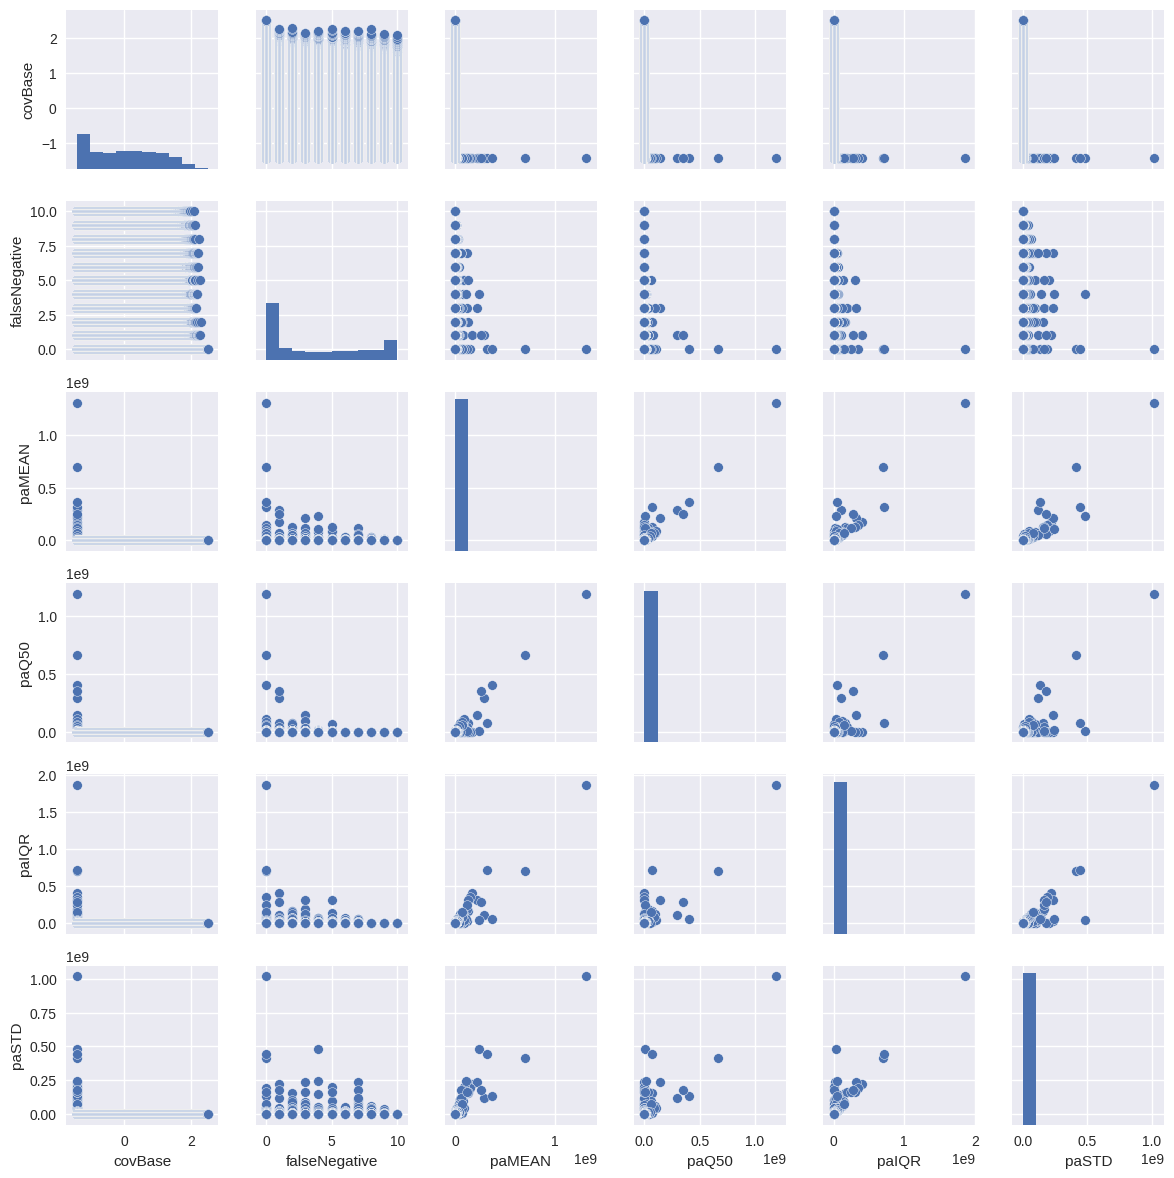 2
1
0
−1
covBase
10.0
7.5
5.0
2.5
0.0
falseNegative
1e9
1.0
0.5
0.0
paMEAN
1e9
1.0
0.5
0.0
paQ50
1e9
2.0
1.5
1.0
0.5
0.0
paIQR
1e9
1.00
0.75
0.50
0.25
0.00
paSTD
0 2
covBase
0 5 10
falseNegative
0 1
paMEAN 1e9
0.0 0.5 1.0
paQ50 1e9
0 1 2
paIQR 1e9
0.0 0.5 1.0
paSTD 1e9